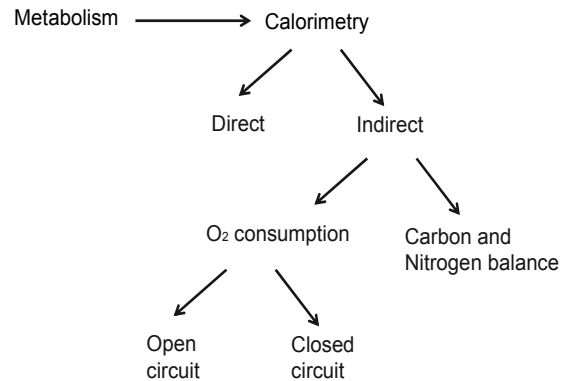 Metabolism
Calorimetry
Direct
Indirect
O₂ consumption
Carbon and
Nitrogen balance
Open
circuit
Closed
circuit